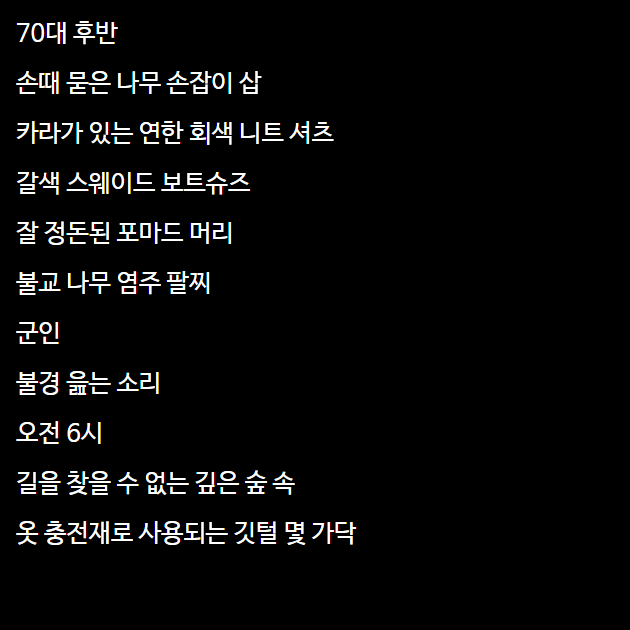 70대 후반
손때 묻은 나무 손잡이 삽
카라가 있는 연한 회색 니트 셔츠
갈색 스웨이드 보트슈즈
잘 정돈된 포마드 머리
불교 나무 염주 팔찌
군인
불경 읊는 소리
오전 6시
길을 찾을 수 없는 깊은 숲 속
옷 충전재로 사용되는 깃털 몇 가닥